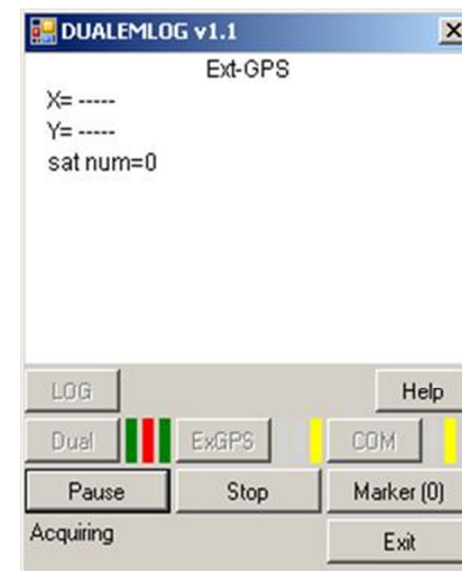 DUALEMLOG v1.1
Ext-GPS
X= -----
Y= -----
sat num=0
LOG
Help
Dual
ExGPS
COM
Pause
Stop
Marker (0)
Acquiring
Exit